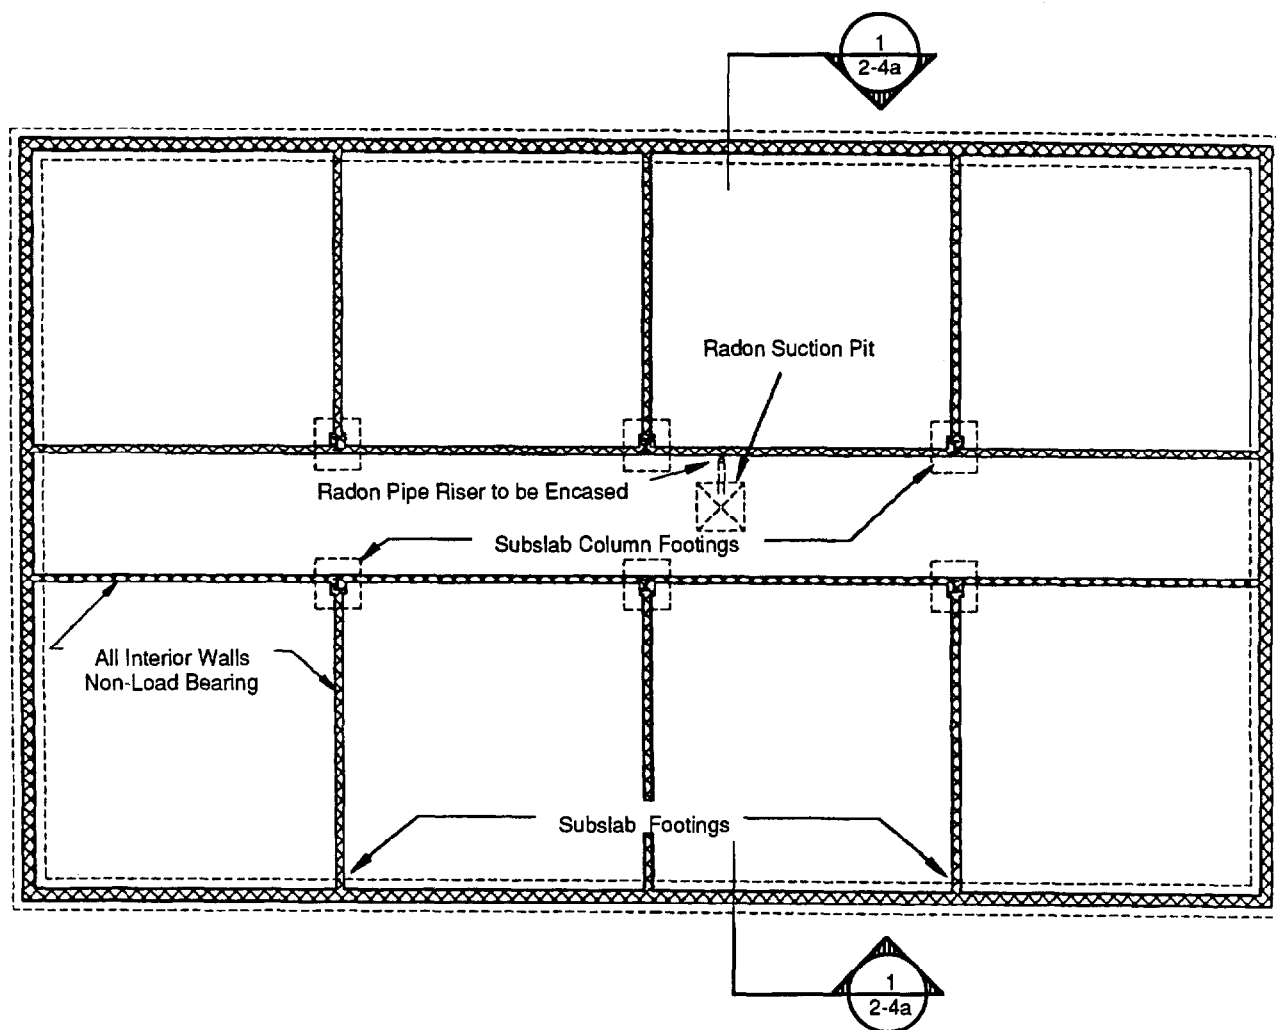 1
2-4a
Radon Suction Pit
Radon Pipe Riser to be Encased
Subslab Column Footings
All Interior Walls
Non-Load Bearing
Subslab Footings
1
2-4a